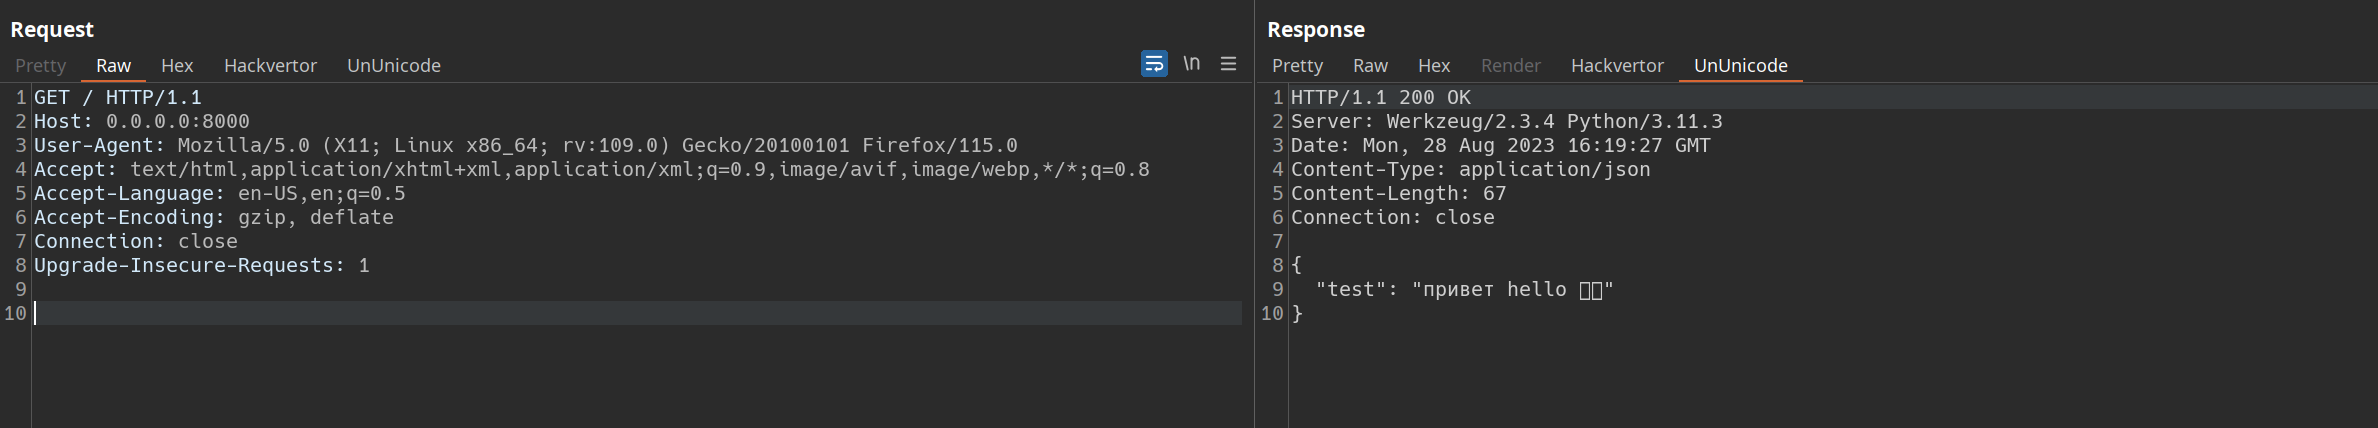 Request
Pretty Raw Hex Hackvertor UnUnicode \n
1 GET / HTTP/1.1
2 Host: 0.0.0.0:8000
3 User-Agent: Mozilla/5.0 (X11; Linux x86_64; rv:109.0) Gecko/20100101 Firefox/115.0
4 Accept: text/html,application/xhtml+xml,application/xml;q=0.9,image/avif,image/webp,*/*;q=0.8
5 Accept-Language: en-US,en;q=0.5
6 Accept-Encoding: gzip, deflate
7 Connection: close
8 Upgrade-Insecure-Requests: 1
9
10
Response
Pretty Raw Hex Render Hackvertor UnUnicode
1 HTTP/1.1 200 OK
2 Server: Werkzeug/2.3.4 Python/3.11.3
3 Date: Mon, 28 Aug 2023 16:19:27 GMT
4 Content-Type: application/json
5 Content-Length: 67
6 Connection: close
7
8 {
9 "test": "привет hello □□"
10 }